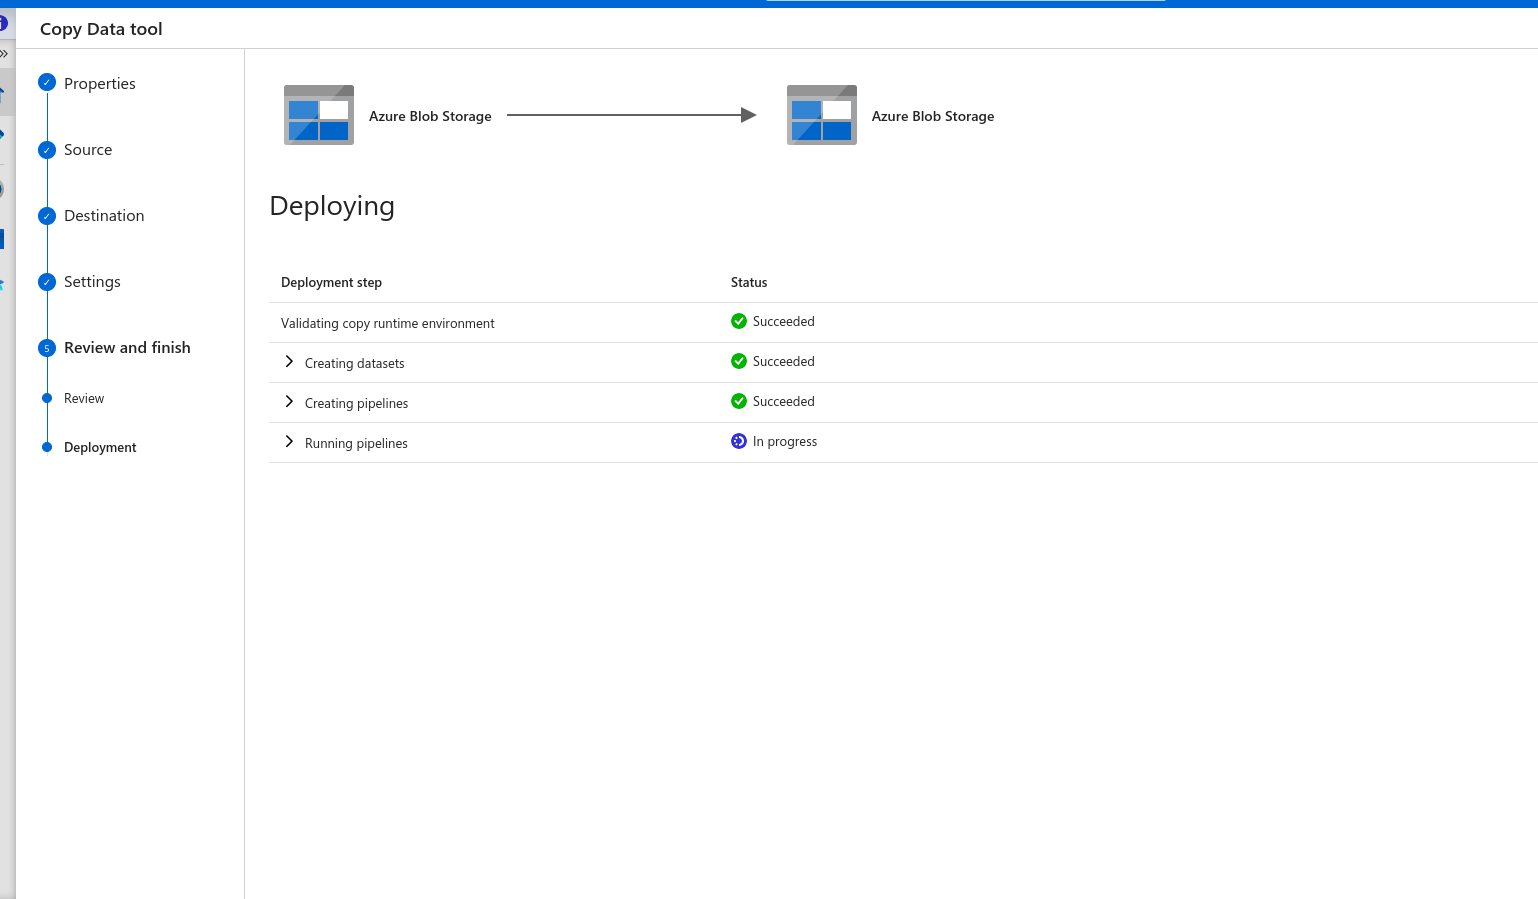 Copy Data tool
Properties
Source
Destination
Settings
5 Review and finish
Review
Deployment
Azure Blob Storage
Azure Blob Storage
Deploying
Deployment step Status
Validating copy runtime environment Succeeded
Creating datasets Succeeded
Creating pipelines Succeeded
Running pipelines In progress